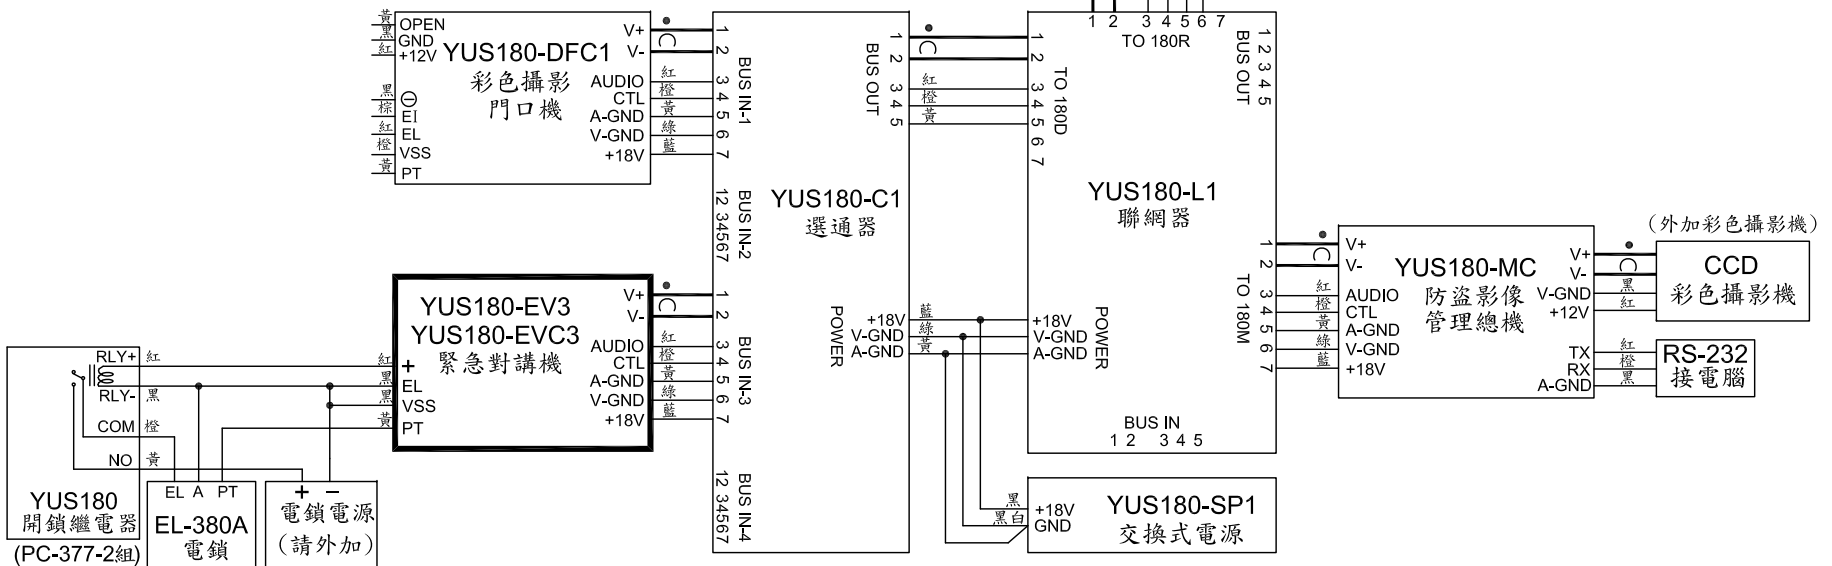 黃 OPEN
黑 GND
紅 +12V
黑 ⊖
棕 EI
紅 EL
橙 VSS
黃 PT
YUS180-DFC1
彩色攝影
門口機
V+
V-
AUDIO 紅
CTL 橙
A-GND 黃
V-GND 綠
+18V 藍
1
2
3
4
5
6
7
BUS IN-1
12 34567
BUS IN-2
YUS180-C1
選通器
1
2
3
4
5
BUS OUT
紅
橙
黃
1 2 3 4 5 6 7
TO 180R
1
2
3
4
5
6
7
TO 180D
1 2 3 4 5
BUS OUT
YUS180-L1
聯網器
YUS180-EV3
YUS180-EVC3
緊急對講機
V+
V-
AUDIO 紅
CTL 橙
A-GND 黃
V-GND 綠
+18V 藍
紅 +
黑 EL
黑 VSS
黃 PT
1
2
3
4
5
6
7
BUS IN-3
12 34567
BUS IN-4
POWER
+18V 藍
V-GND 綠
A-GND 黃
+18V
V-GND
A-GND
POWER
BUS IN
1 2 3 4 5
1
2
3
4
5
6
7
TO 180M
V+
V-
紅 AUDIO
橙 CTL
黃 A-GND
綠 V-GND
藍 +18V
YUS180-MC
防盜影像
管理總機
V+
V-
V-GND 黑
+12V 紅
TX 紅
RX 橙
A-GND 黑
(外加彩色攝影機)
CCD
彩色攝影機
RS-232
接電腦
RLY+ 紅
RLY- 黑
COM 橙
NO 黃
YUS180
開鎖繼電器
(PC-377-2組)
EL A PT
EL-380A
電鎖
+ −
電鎖電源
(請外加)
黑 +18V
黑白 GND
YUS180-SP1
交換式電源